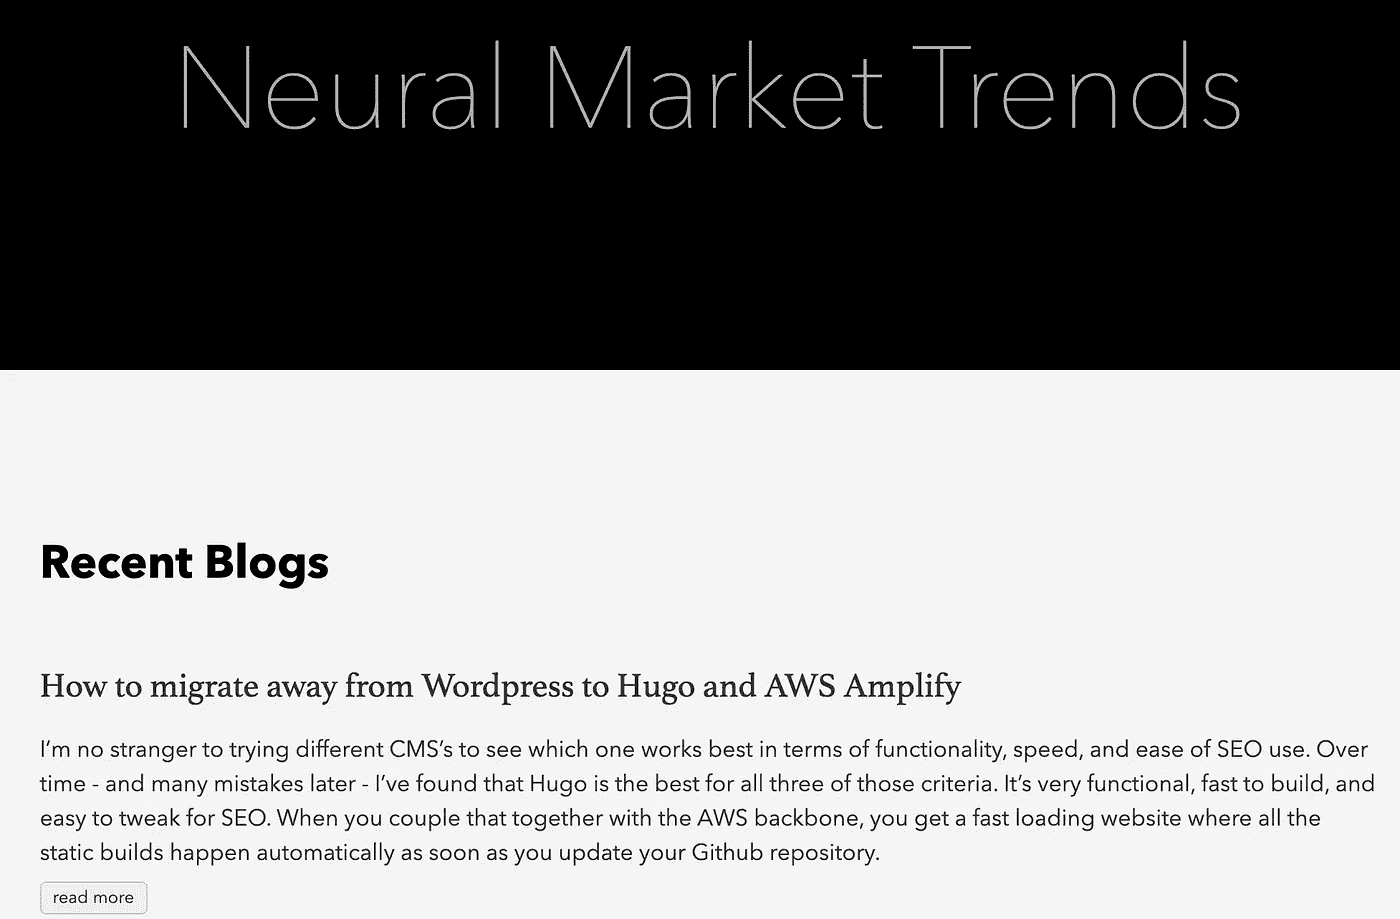 Neural Market Trends
Recent Blogs
How to migrate away from Wordpress to Hugo and AWS Amplify
I’m no stranger to trying different CMS’s to see which one works best in terms of functionality, speed, and ease of SEO use. Over
time - and many mistakes later - I’ve found that Hugo is the best for all three of those criteria. It’s very functional, fast to build, and
easy to tweak for SEO. When you couple that together with the AWS backbone, you get a fast loading website where all the
static builds happen automatically as soon as you update your Github repository.
read more